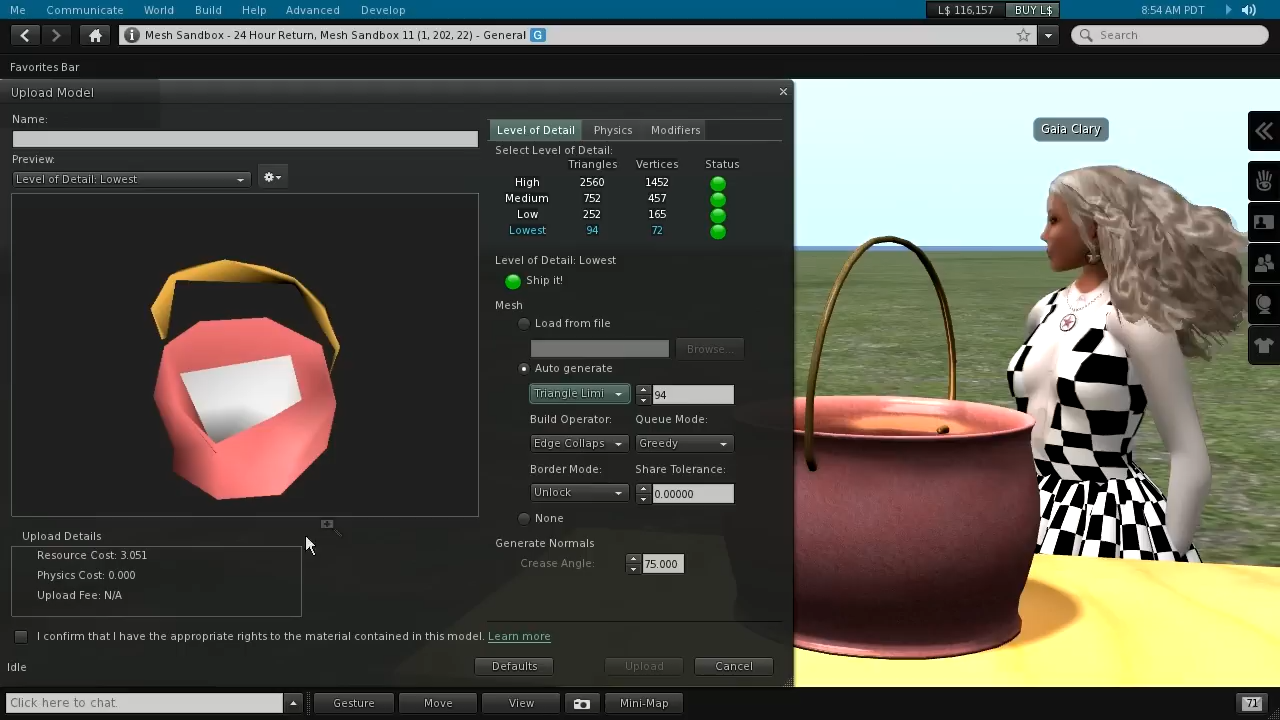 Me Communicate World Build Help Advanced Develop L$ 116,157 BUY L$ 8:54 AM PDT
Mesh Sandbox - 24 Hour Return, Mesh Sandbox 11 (1, 202, 22) - General G Search
Favorites Bar
Upload Model
Name:
Preview:
Level of Detail: Lowest
Level of Detail Physics Modifiers
Select Level of Detail:
Triangles Vertices Status
High 2560 1452
Medium 752 457
Low 252 165
Lowest 94 72
Level of Detail: Lowest
Ship it!
Mesh
Load from file
Browse...
Auto generate
Triangle Limi 94
Build Operator: Queue Mode:
Edge Collaps Greedy
Border Mode: Share Tolerance:
Unlock 0.00000
None
Generate Normals
Crease Angle: 75.000
Upload Details
Resource Cost: 3.051
Physics Cost: 0.000
Upload Fee: N/A
I confirm that I have the appropriate rights to the material contained in this model. Learn more
Idle
Defaults Upload Cancel
Gaia Clary
Click here to chat. Gesture Move View Mini-Map 71